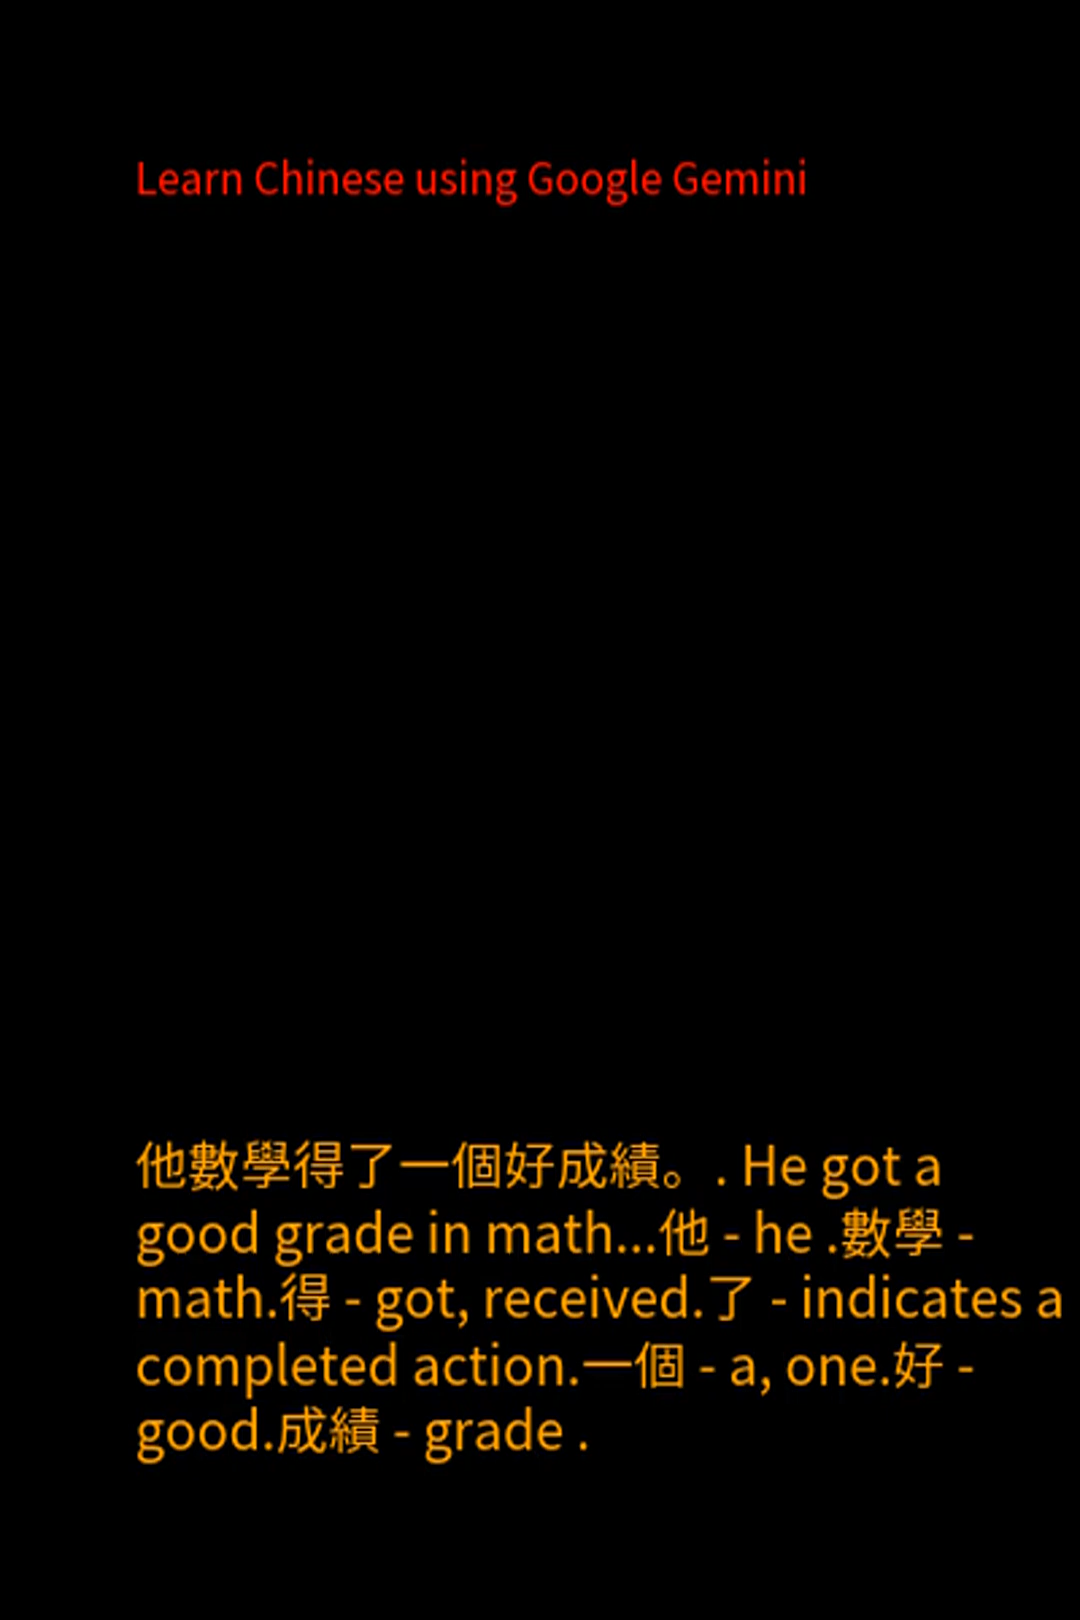 Learn Chinese using Google Gemini
他數學得了一個好成績。. He got a
good grade in math...他 - he .數學 -
math.得 - got, received.了 - indicates a
completed action.一個 - a, one.好 -
good.成績 - grade .